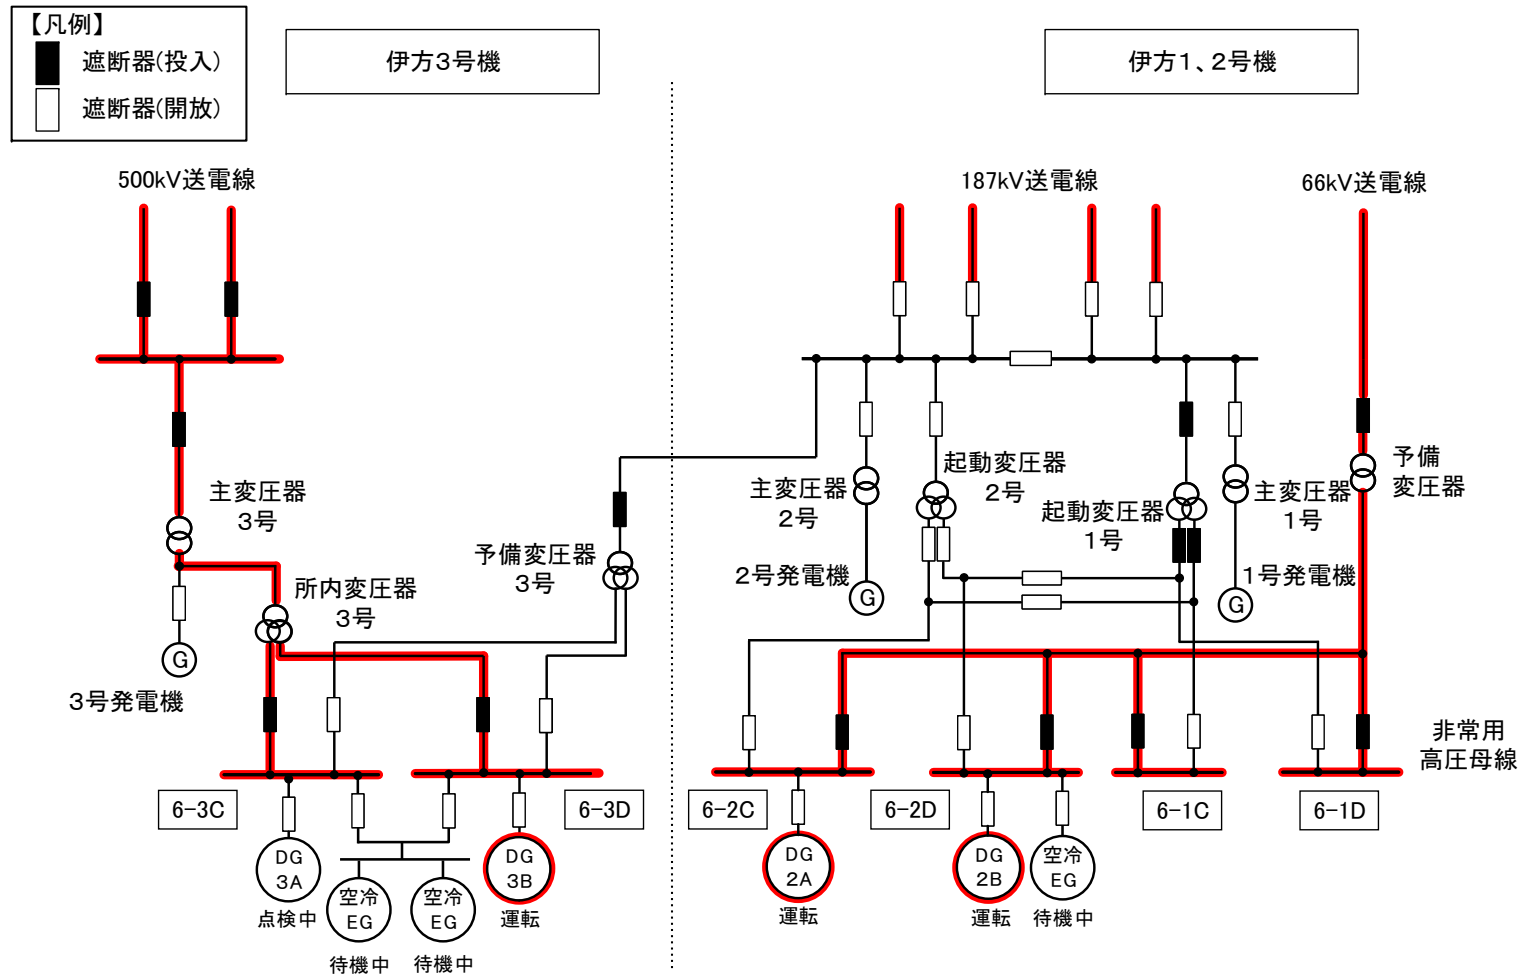 【凡例】
遮断器(投入)
遮断器(開放)
伊方３号機
伊方１、２号機
500kV送電線
187kV送電線
66kV送電線
主変圧器
３号
所内変圧器
３号
３号発電機
G
予備変圧器
３号
主変圧器
２号
起動変圧器
２号
起動変圧器
１号
主変圧器
１号
予備
変圧器
２号発電機
G
１号発電機
G
非常用
高圧母線
6-3C
6-3D
6-2C
6-2D
6-1C
6-1D
DG
3A
点検中
空冷
EG
待機中
空冷
EG
待機中
DG
3B
運転
DG
2A
運転
DG
2B
運転
空冷
EG
待機中